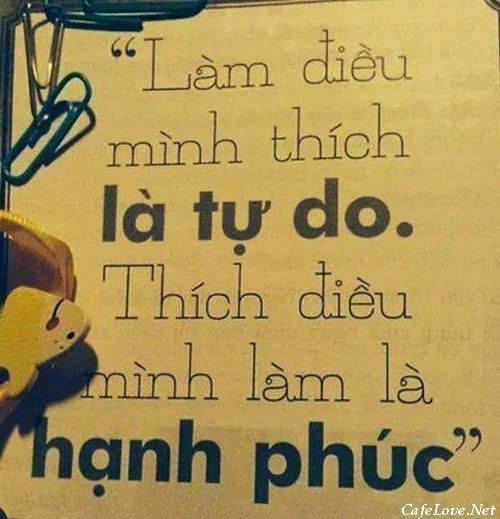 “Làm điều
mình thích
là tự do.
Thích điều
mình làm là
hạnh phúc”
CafeLove.Net